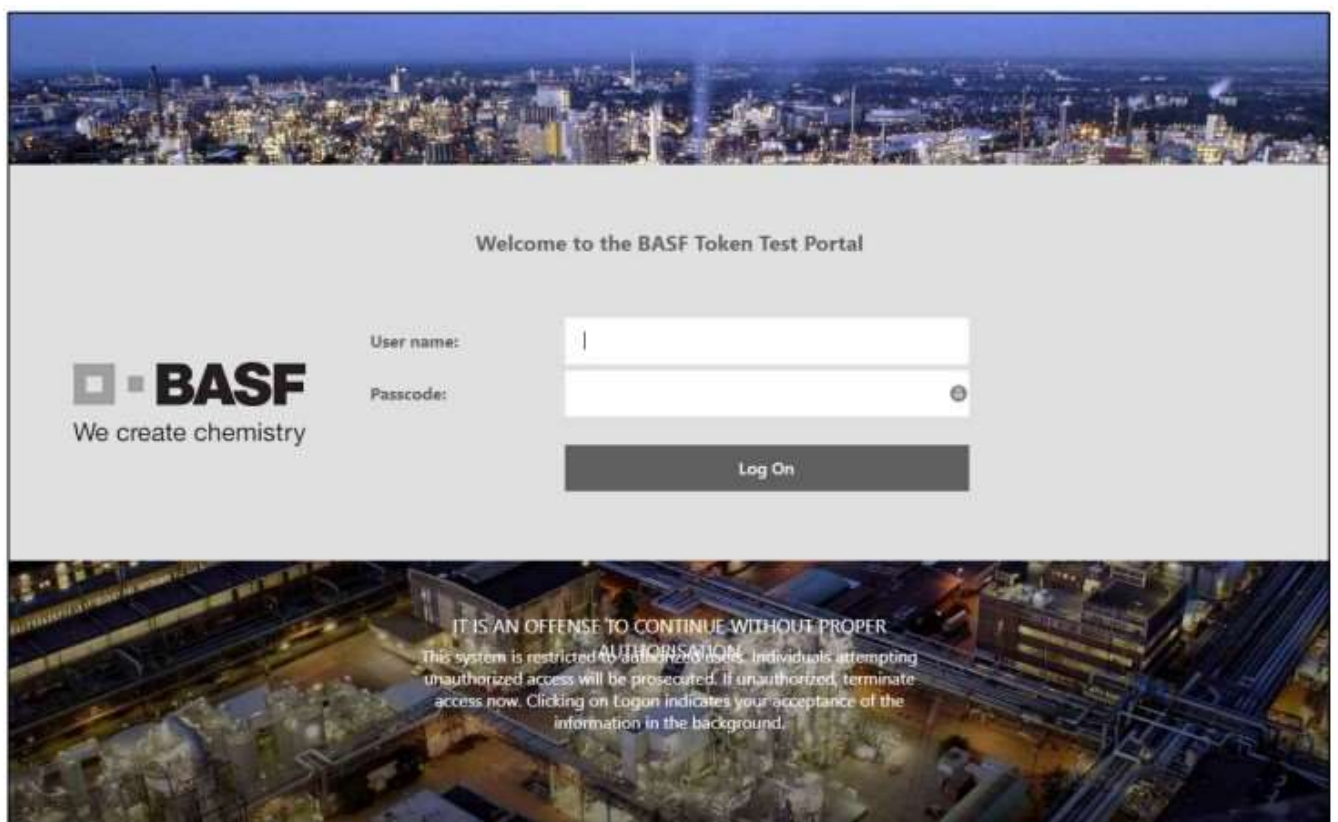 Welcome to the BASF Token Test Portal
User name:
Passcode:
BASF
We create chemistry
Log On
IT IS AN OFFENSE TO CONTINUE WITHOUT PROPER
AUTHORISATION
This system is restricted to authorized users. Individuals attempting
unauthorized access will be prosecuted. If unauthorized, terminate
access now. Clicking on Logon indicates your acceptance of the
information in the background.